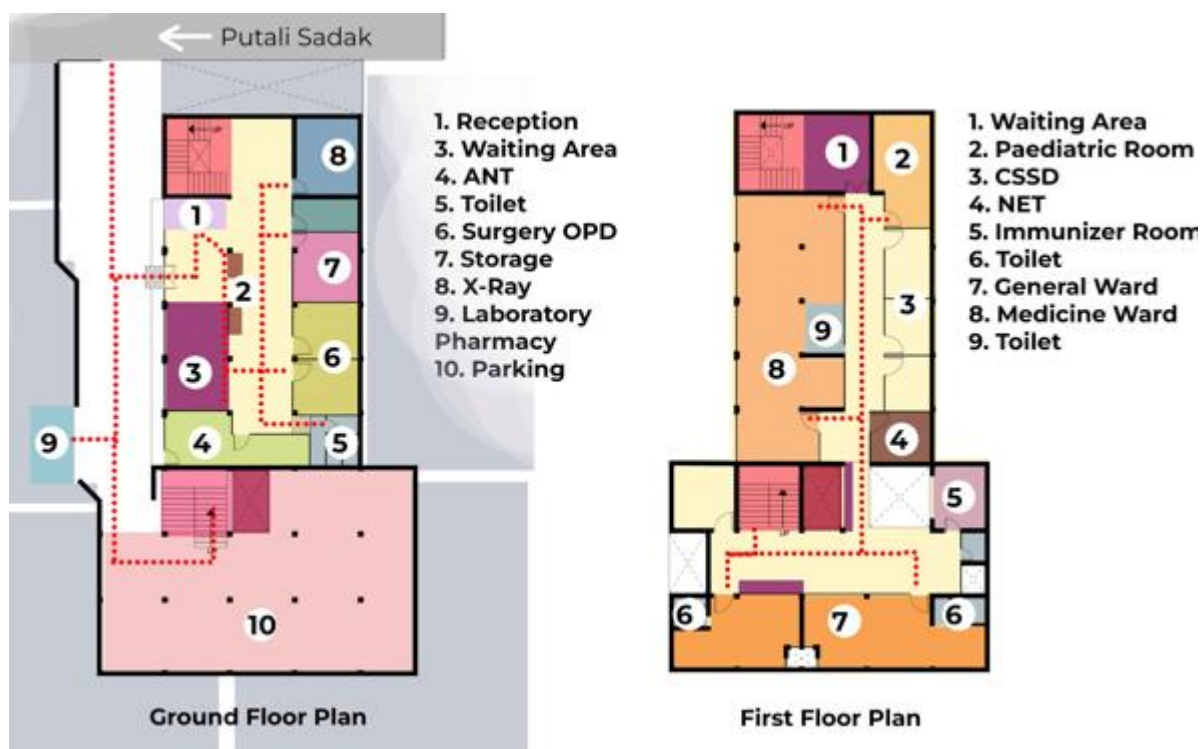 Putali Sadak
UP
8
1
7
2
6
3
4
5
9
UP
10
Ground Floor Plan
1. Reception
3. Waiting Area
4. ANT
5. Toilet
6. Surgery OPD
7. Storage
8. X-Ray
9. Laboratory
Pharmacy
10. Parking
UP
1
2
3
9
8
4
5
6
7
6
First Floor Plan
1. Waiting Area
2. Paediatric Room
3. CSSD
4. NET
5. Immunizer Room
6. Toilet
7. General Ward
8. Medicine Ward
9. Toilet